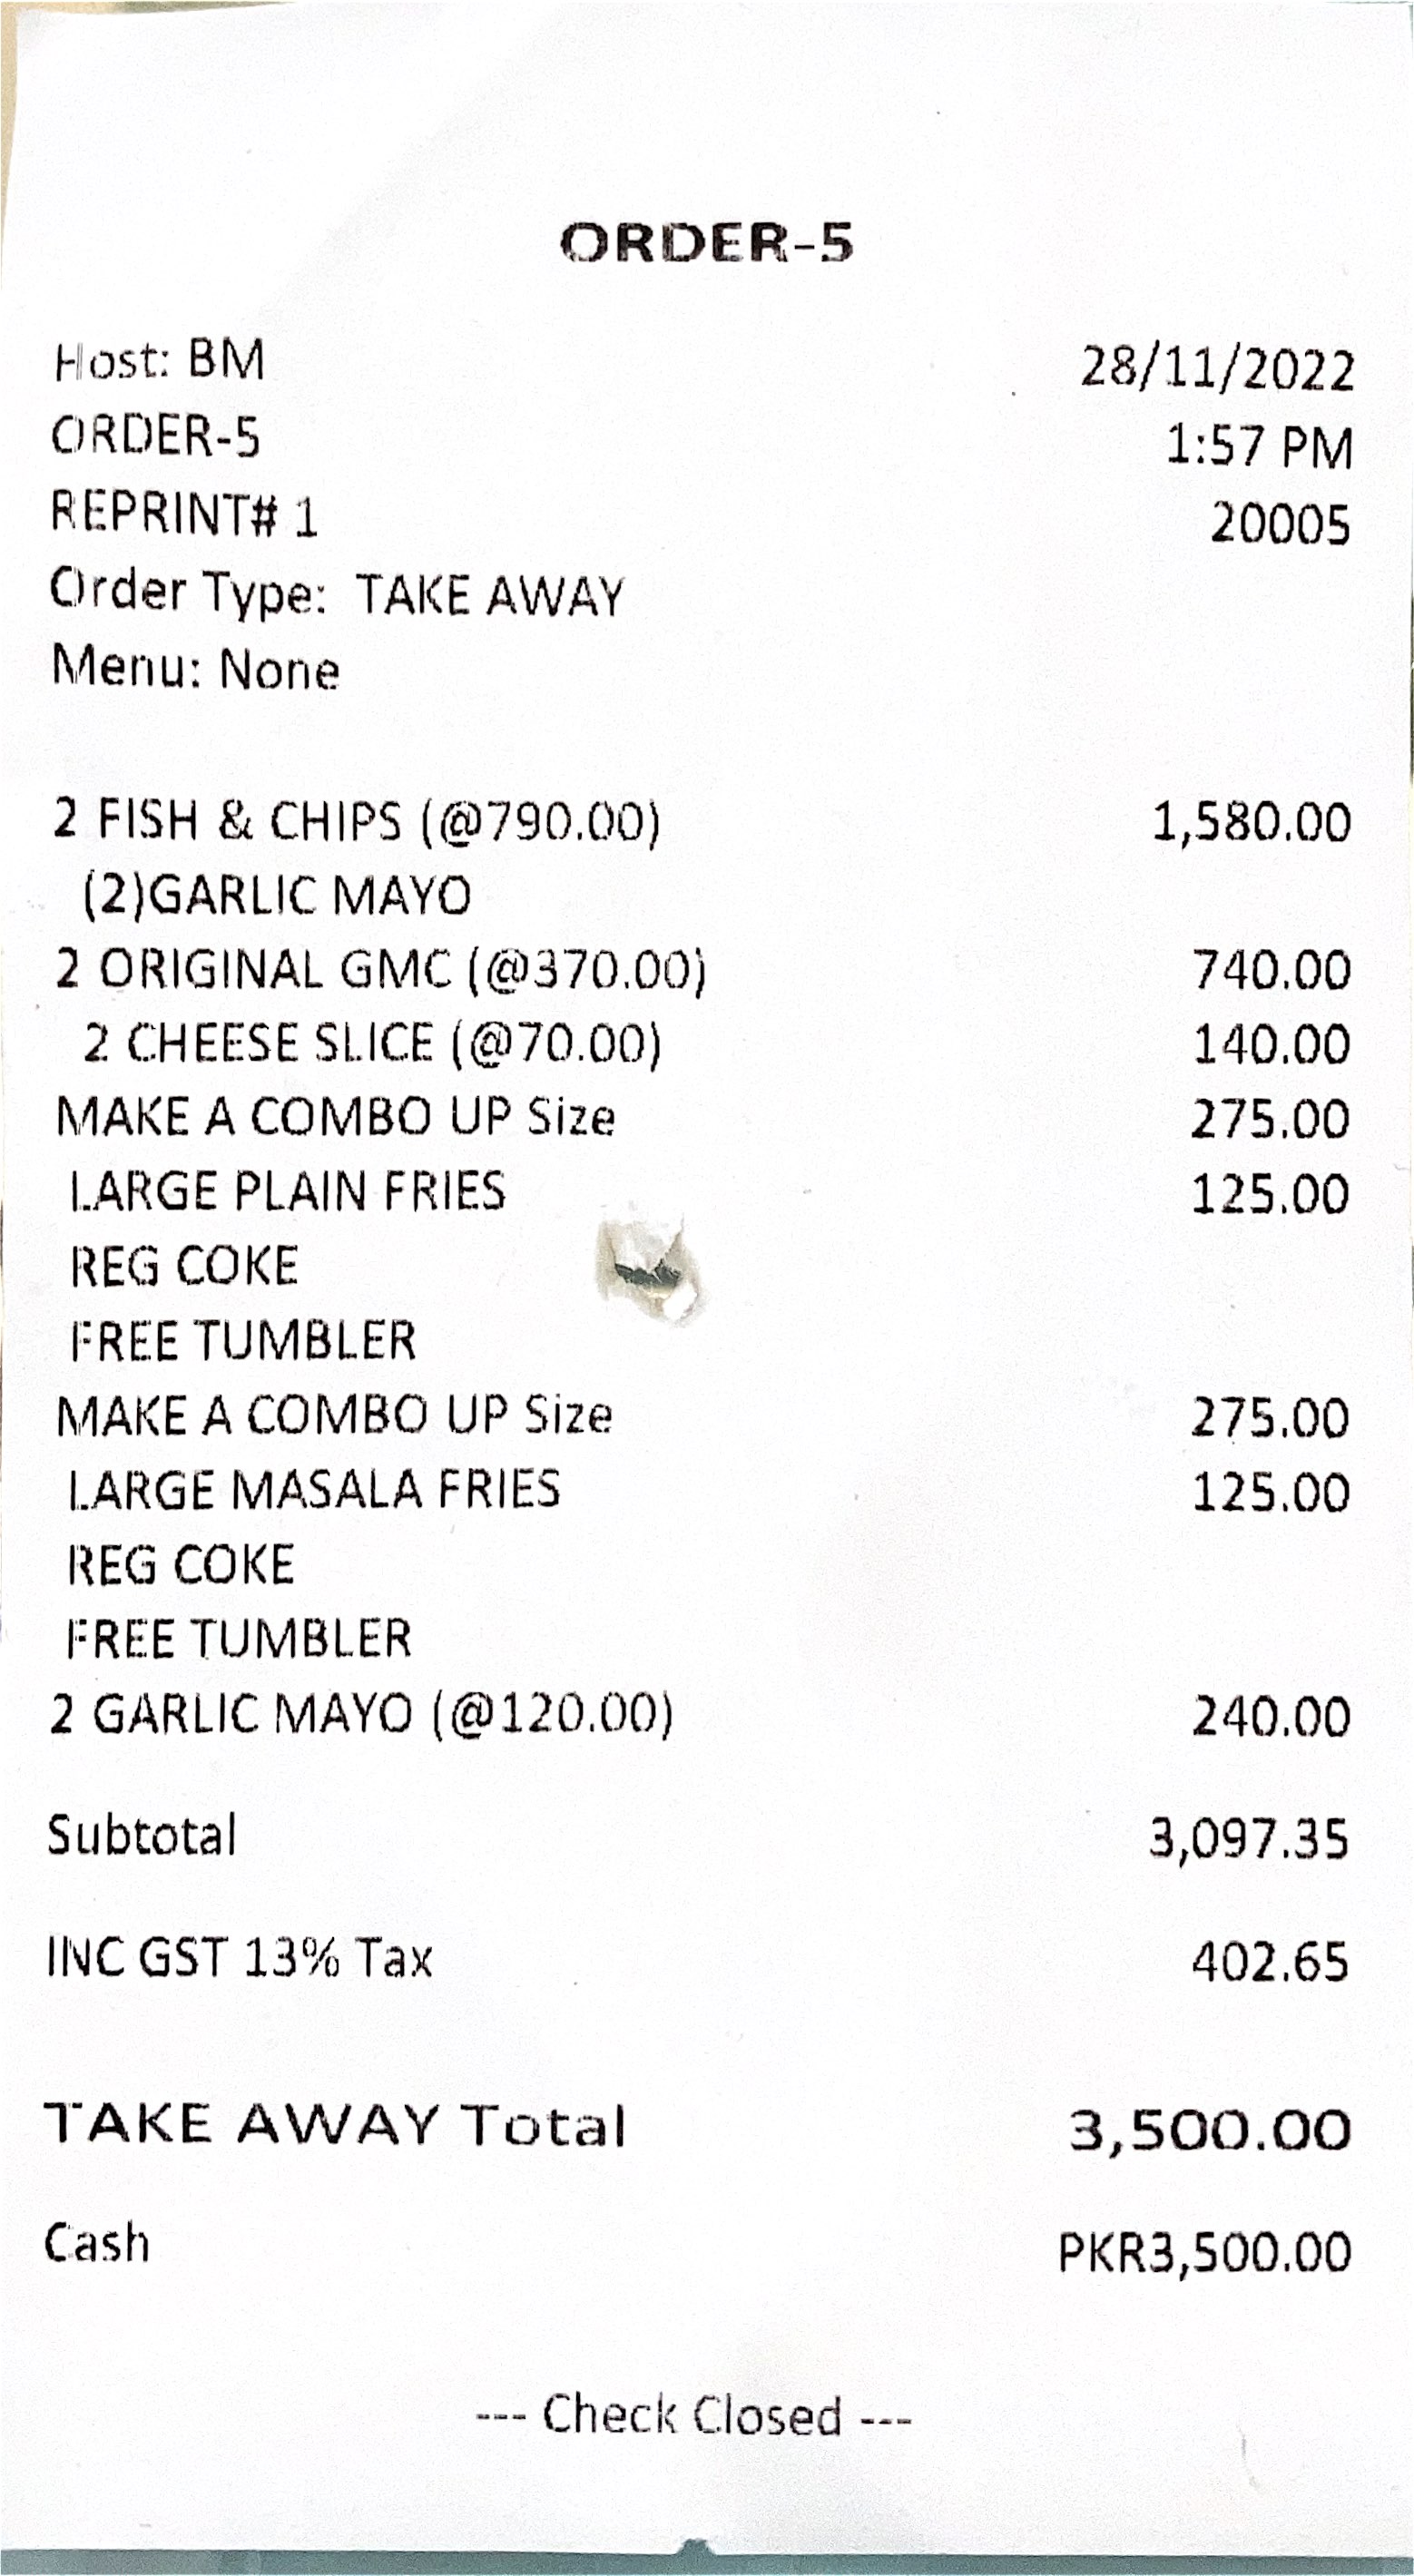 ORDER-5
Host: BM 28/11/2022
ORDER-5 1:57 PM
REPRINT# 1 20005
Order Type: TAKE AWAY
Menu: None
2 FISH & CHIPS (@790.00) 1,580.00
(2)GARLIC MAYO
2 ORIGINAL GMC (@370.00) 740.00
2 CHEESE SLICE (@70.00) 140.00
MAKE A COMBO UP Size 275.00
LARGE PLAIN FRIES 125.00
REG COKE
FREE TUMBLER
MAKE A COMBO UP Size 275.00
LARGE MASALA FRIES 125.00
REG COKE
FREE TUMBLER
2 GARLIC MAYO (@120.00) 240.00
Subtotal 3,097.35
INC GST 13% Tax 402.65
TAKE AWAY Total 3,500.00
Cash PKR3,500.00
--- Check Closed ---